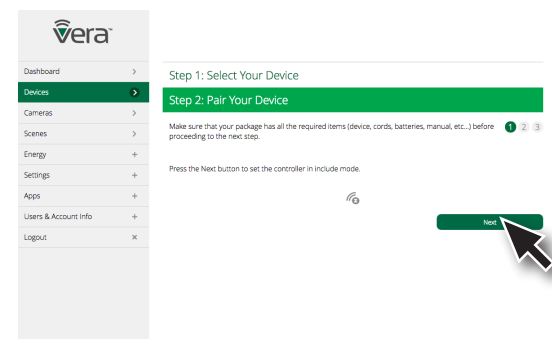 vera™
Dashboard >
Devices >
Cameras >
Scenes >
Energy +
Settings +
Apps +
Users & Account Info +
Logout ×
Step 1: Select Your Device
Step 2: Pair Your Device
Make sure that your package has all the required items (device, cords, batteries, manual, etc...) before
proceeding to the next step.
1 2 3
Press the Next button to set the controller in include mode.
Next